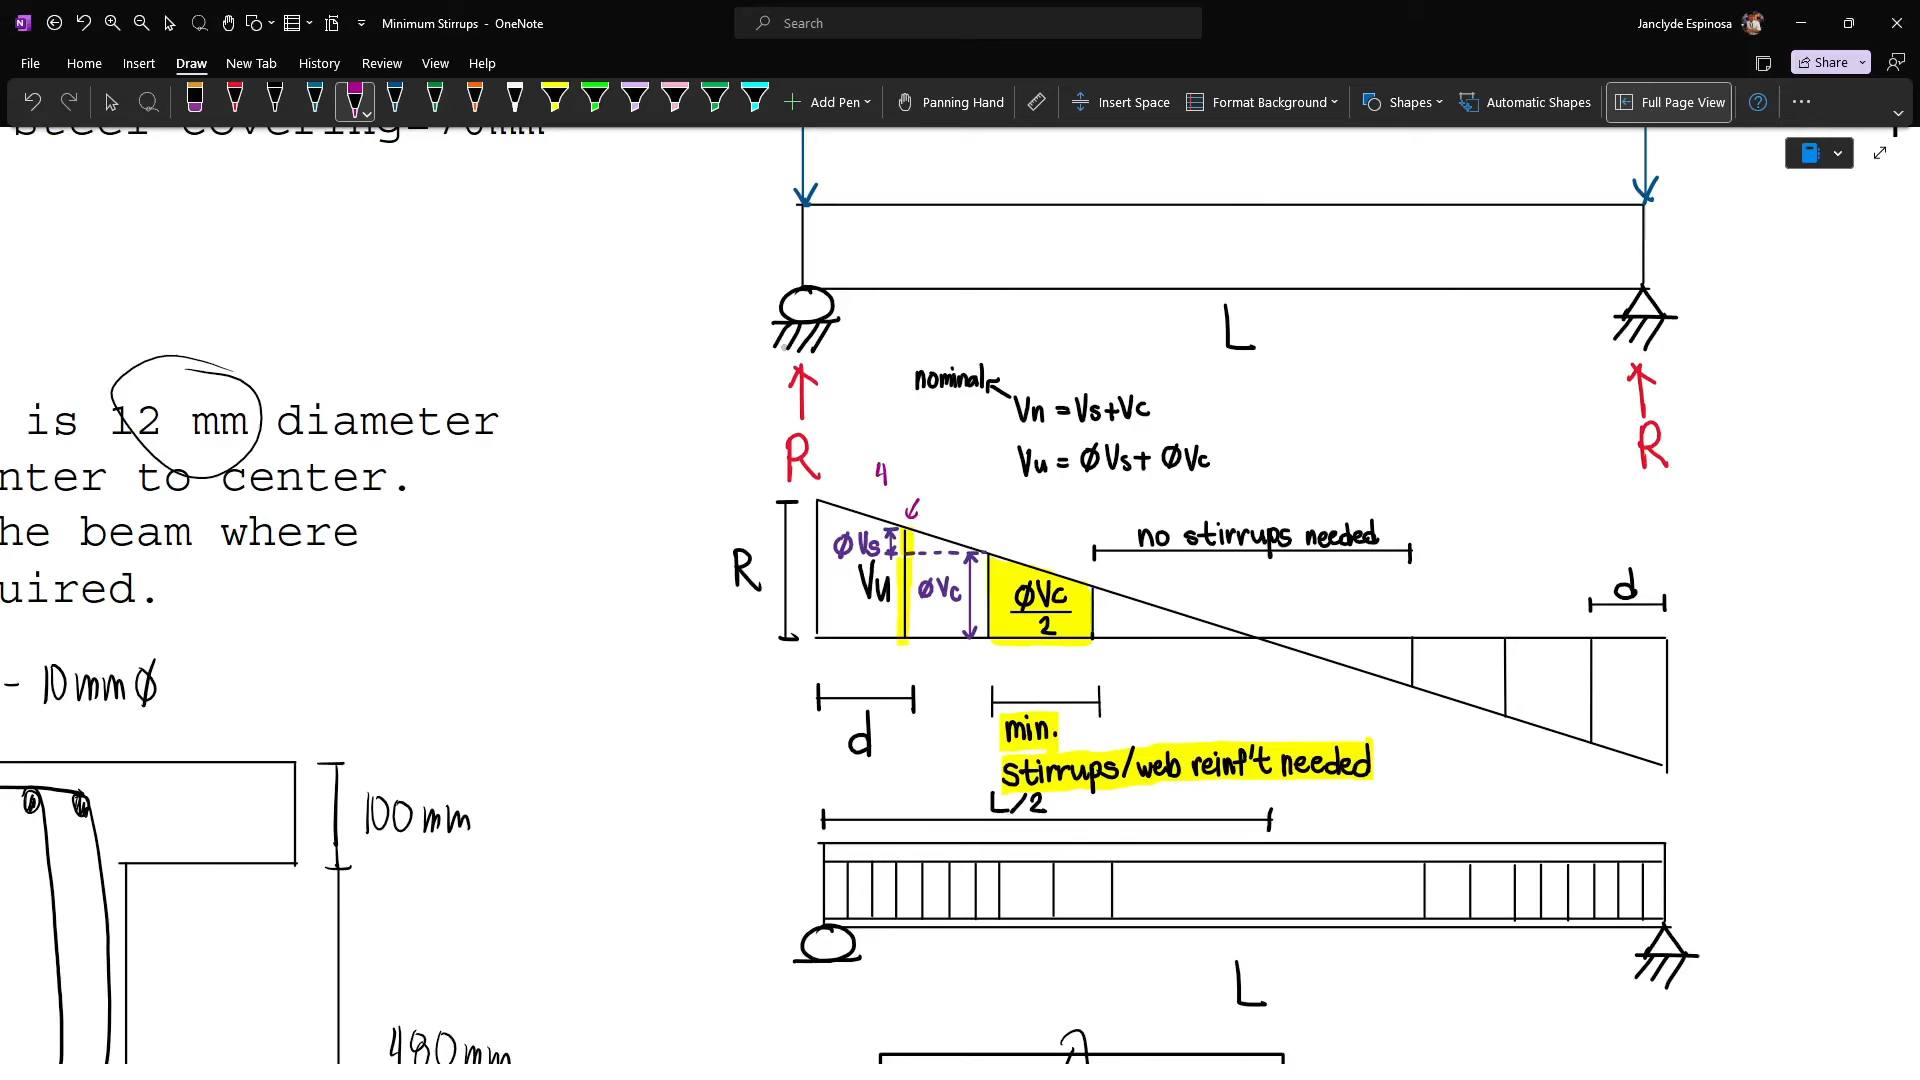 Minimum Stirrups - OneNote
Search
Janclyde Espinosa
File Home Insert Draw New Tab History Review View Help
Share
Add Pen
Panning Hand
Insert Space
Format Background
Shapes
Automatic Shapes
Full Page View
Steel covering=70mm
is 12 mm diameter
nter to center.
he beam where
uired.
- 10mm Ø
100mm
480mm
L
nominal
Vn = Vs+Vc
Vu = ØVs+ ØVc
R
R
4
no stirrups needed
R
ØVs
Vu
ØVc
ØVc
2
d
d
min.
stirrups/web reinf't needed
L/2
L